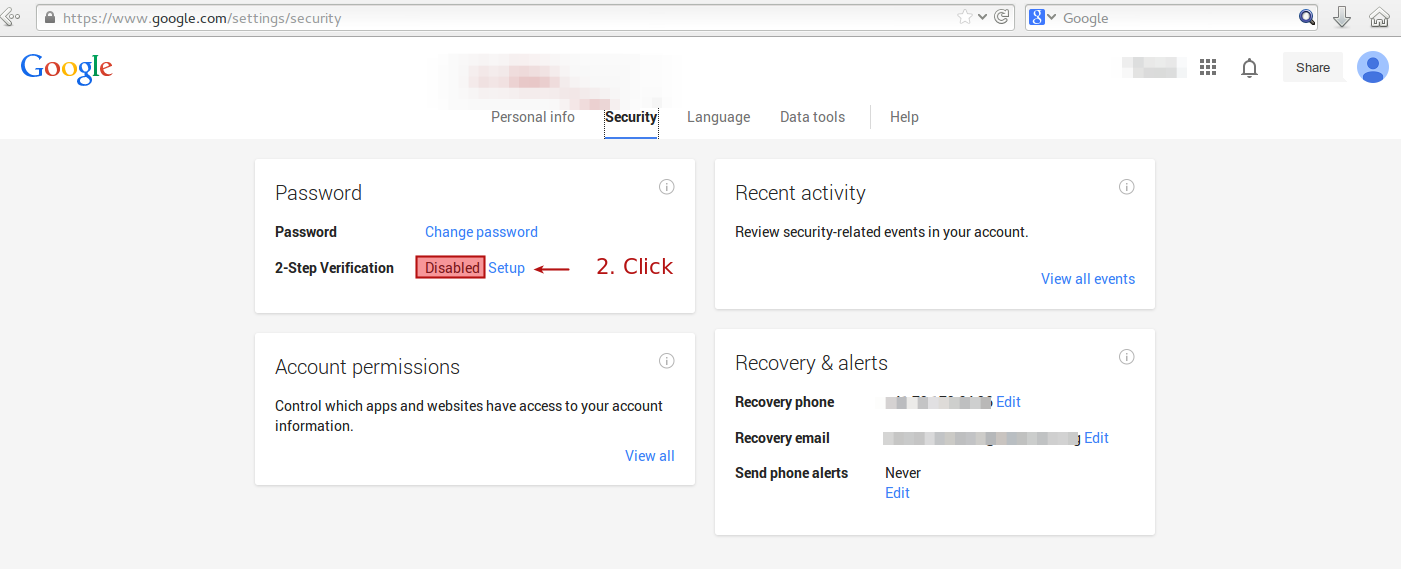 https://www.google.com/settings/security
Google
Google
Share
Personal info Security Language Data tools Help
Password
Password Change password
2-Step Verification Disabled Setup 2. Click
Recent activity
Review security-related events in your account.
View all events
Account permissions
Control which apps and websites have access to your account
information.
View all
Recovery & alerts
Recovery phone Edit
Recovery email Edit
Send phone alerts Never
Edit